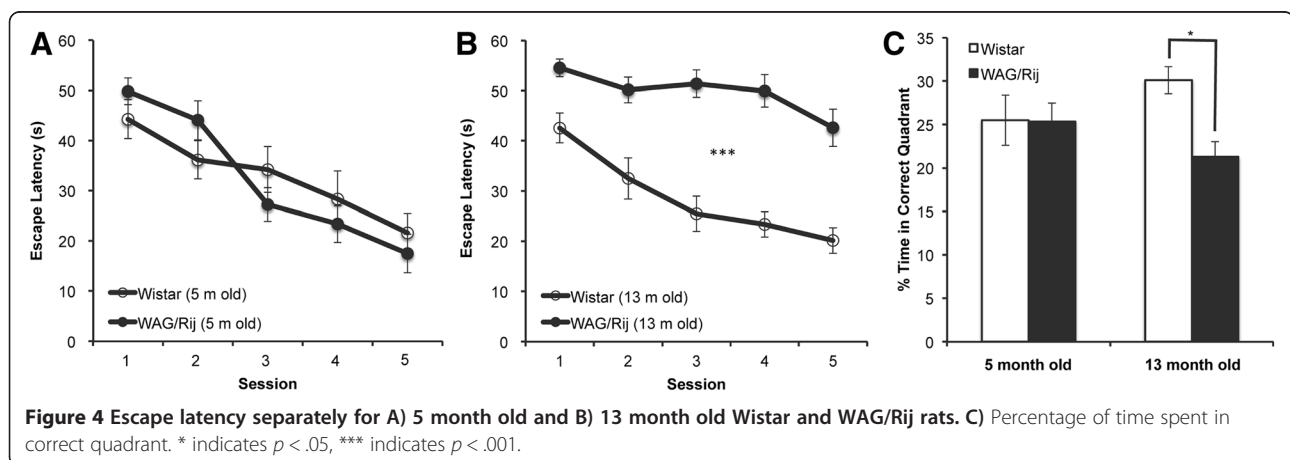 A
60
50
40
30
20
10
0
Escape Latency (s)
Wistar (5 m old)
WAG/Rij (5 m old)
1 2 3 4 5
Session
B
60
50
40
30
20
10
0
Escape Latency (s)
***
Wistar (13 m old)
WAG/Rij (13 m old)
1 2 3 4 5
Session
C
35
30
25
20
15
10
5
0
% Time in Correct Quadrant
Wistar
WAG/Rij
*
5 month old 13 month old
Figure 4 Escape latency separately for A) 5 month old and B) 13 month old Wistar and WAG/Rij rats. C) Percentage of time spent in
correct quadrant. * indicates p < .05, *** indicates p < .001.